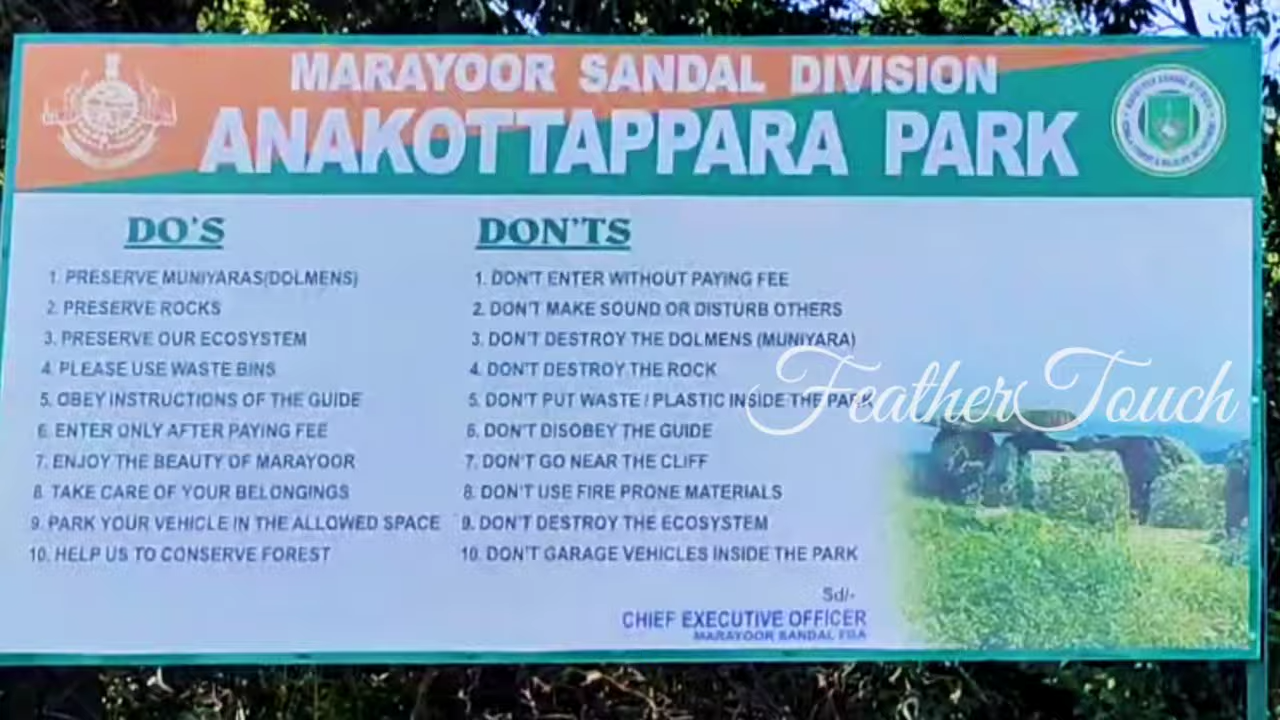 MARAYOOR SANDAL DIVISION
ANAKOTTAPPARA PARK
DO'S
1. PRESERVE MUNIYARAS(DOLMENS)
2. PRESERVE ROCKS
3. PRESERVE OUR ECOSYSTEM
4. PLEASE USE WASTE BINS
5. OBEY INSTRUCTIONS OF THE GUIDE
6. ENTER ONLY AFTER PAYING FEE
7. ENJOY THE BEAUTY OF MARAYOOR
8. TAKE CARE OF YOUR BELONGINGS
9. PARK YOUR VEHICLE IN THE ALLOWED SPACE
10. HELP US TO CONSERVE FOREST
DON'TS
1. DON'T ENTER WITHOUT PAYING FEE
2. DON'T MAKE SOUND OR DISTURB OTHERS
3. DON'T DESTROY THE DOLMENS (MUNIYARA)
4. DON'T DESTROY THE ROCK
5. DON'T PUT WASTE / PLASTIC INSIDE THE PARK
6. DON'T DISOBEY THE GUIDE
7. DON'T GO NEAR THE CLIFF
8. DON'T USE FIRE PRONE MATERIALS
9. DON'T DESTROY THE ECOSYSTEM
10. DON'T GARAGE VEHICLES INSIDE THE PARK
Sd/-
CHIEF EXECUTIVE OFFICER
MARAYOOR SANDAL FDA
Feather Touch